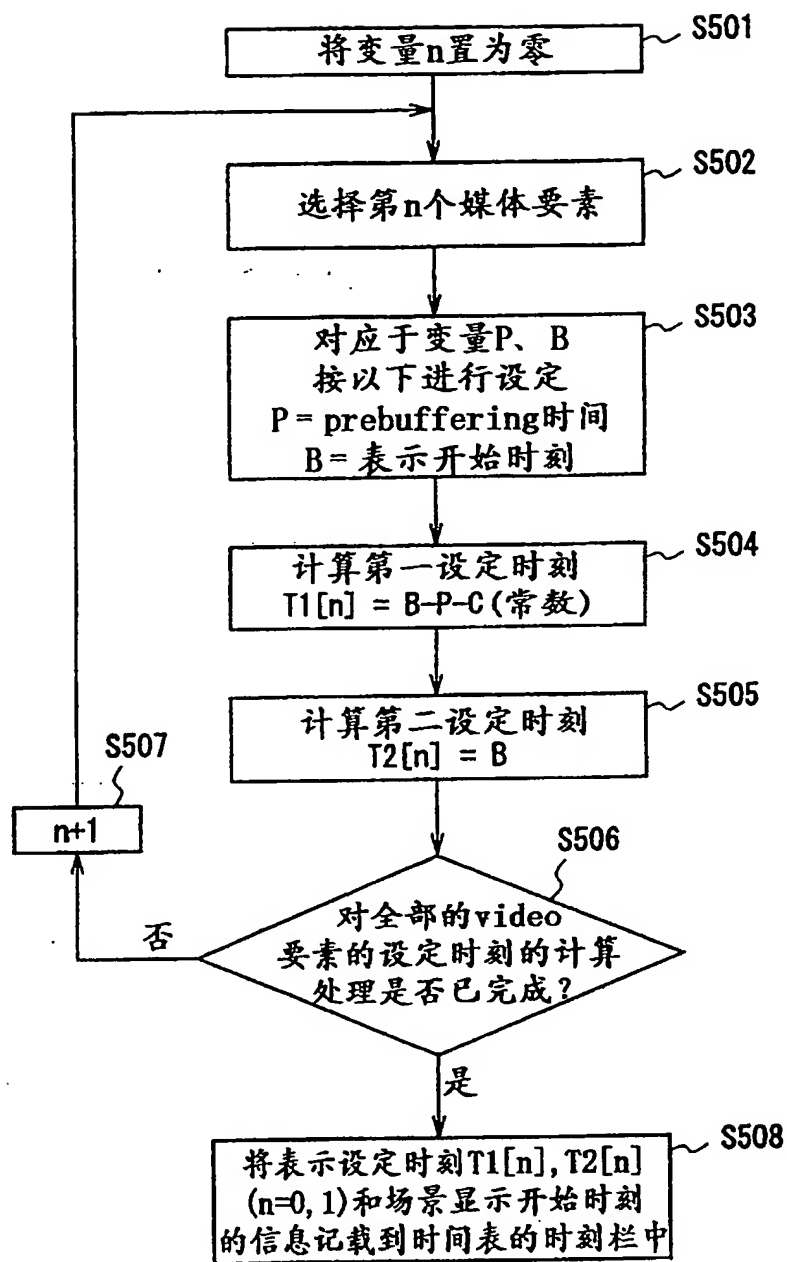 S501
将变量n置为零
S502
选择第n个媒体要素
S503
对应于变量P、B
按以下进行设定
P=prebuffering时间
B=表示开始时刻
S504
计算第一设定时刻
T1[n] = B-P-C(常数)
S505
计算第二设定时刻
T2[n] = B
S507
n+1
S506
否
对全部的video
要素的设定时刻的计算
处理是否已完成?
是
S508
将表示设定时刻T1[n],T2[n]
(n=0,1)和场景显示开始时刻
的信息记载到时间表的时刻栏中